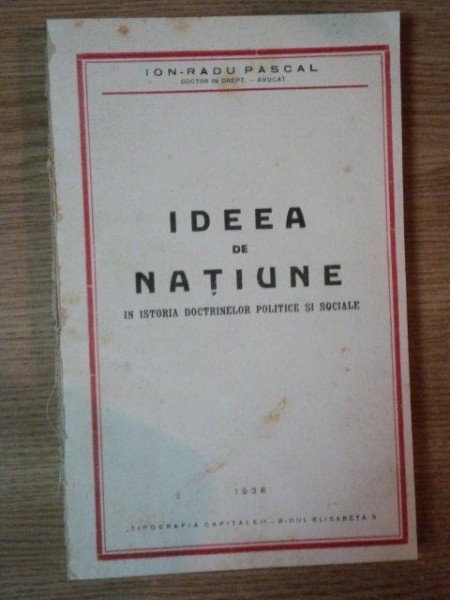 ION-RADU PASCAL
DOCTOR IN DREPT. – AVOCAT
IDEEA
DE
NAȚIUNE
IN ISTORIA DOCTRINELOR POLITICE ȘI SOCIALE
1936
„TIPOGRAFIA CAPITALEI" – B-DUL ELISABETA